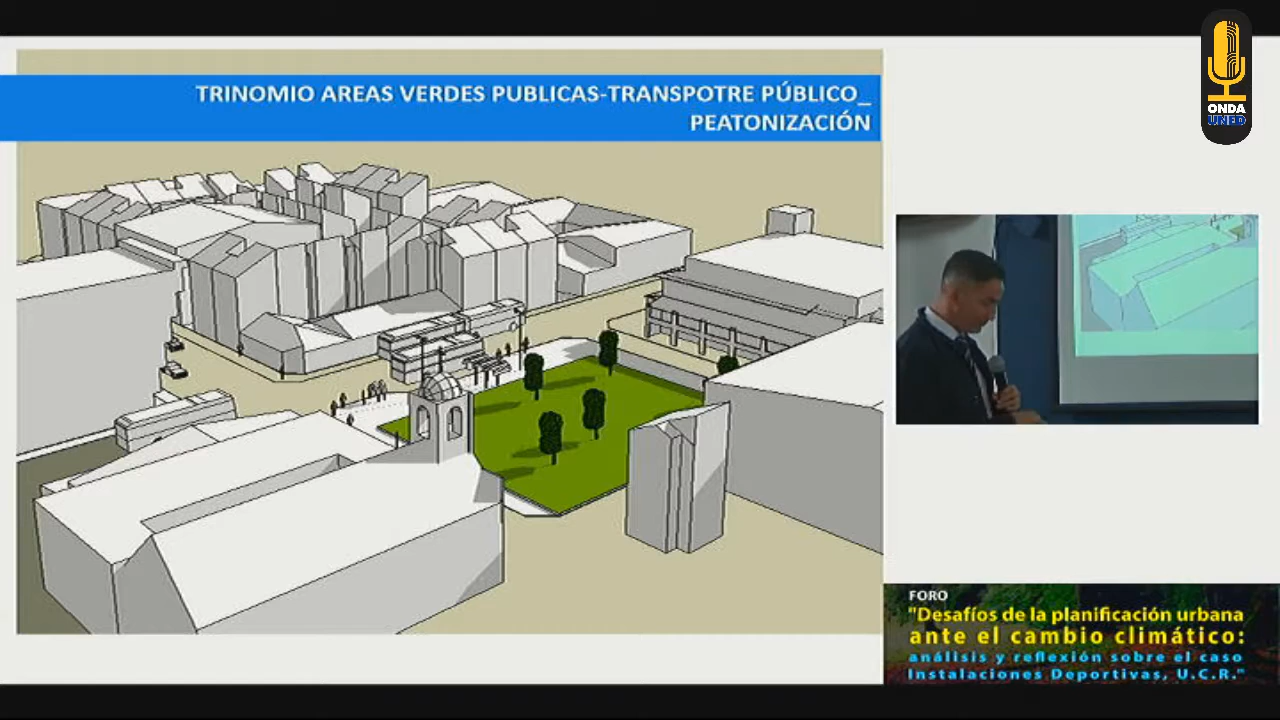 TRINOMIO AREAS VERDES PUBLICAS-TRANSPOTRE PÚBLICO_
PEATONIZACIÓN
ONDA
UNED
FORO
"Desafíos de la planificación urbana
ante el cambio climático:
análisis y reflexión sobre el caso
Instalaciones Deportivas, U.C.R."